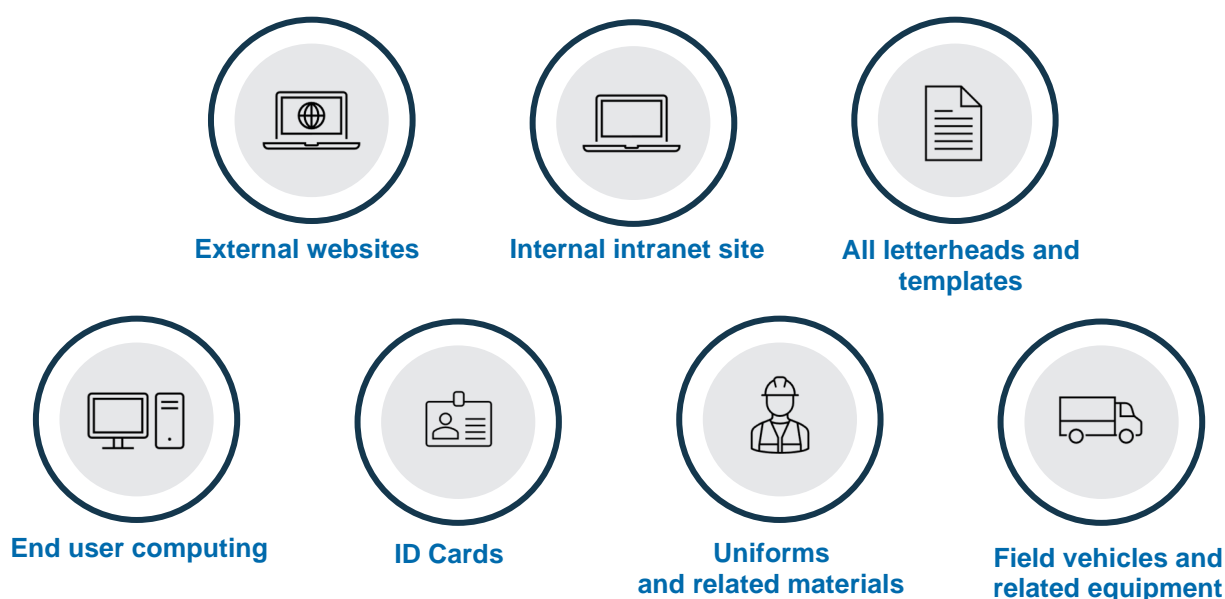 External websites
Internal intranet site
All letterheads and
templates
End user computing
ID Cards
Uniforms
and related materials
Field vehicles and
related equipment